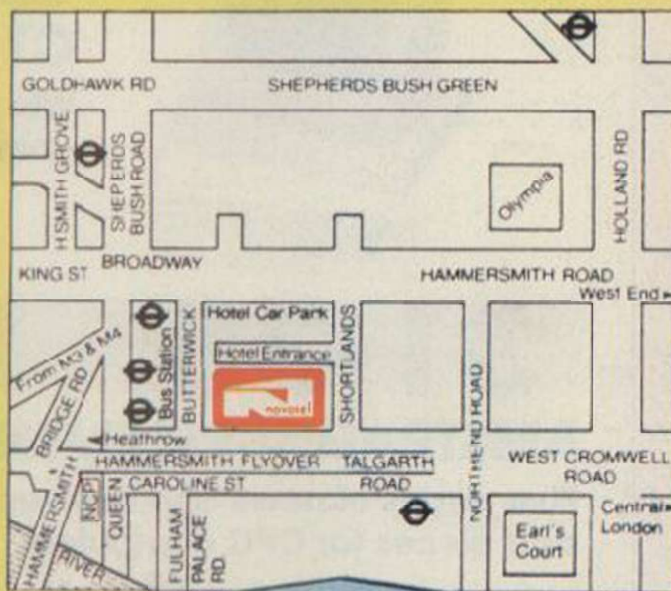 GOLDHAWK RD
SHEPHERDS BUSH GREEN
H,SMITH GROVE
SHEPERDS
BUSH ROAD
Olympia
HOLLAND RD
KING ST
BROADWAY
HAMMERSMITH ROAD
West End
From M3 & M4
BRIDGE RD
Bus Station
BUTTERWICK
Hotel Car Park
Hotel Entrance
novotel
SHORTLANDS
NORTHEND ROAD
Heathrow
HAMMERSMITH FLYOVER
TALGARTH
ROAD
WEST CROMWELL
ROAD
HAMMERSMITH
NCP
QUEEN
CAROLINE ST
RIVER
FULHAM
PALACE
RD
Earl's
Court
Central
London